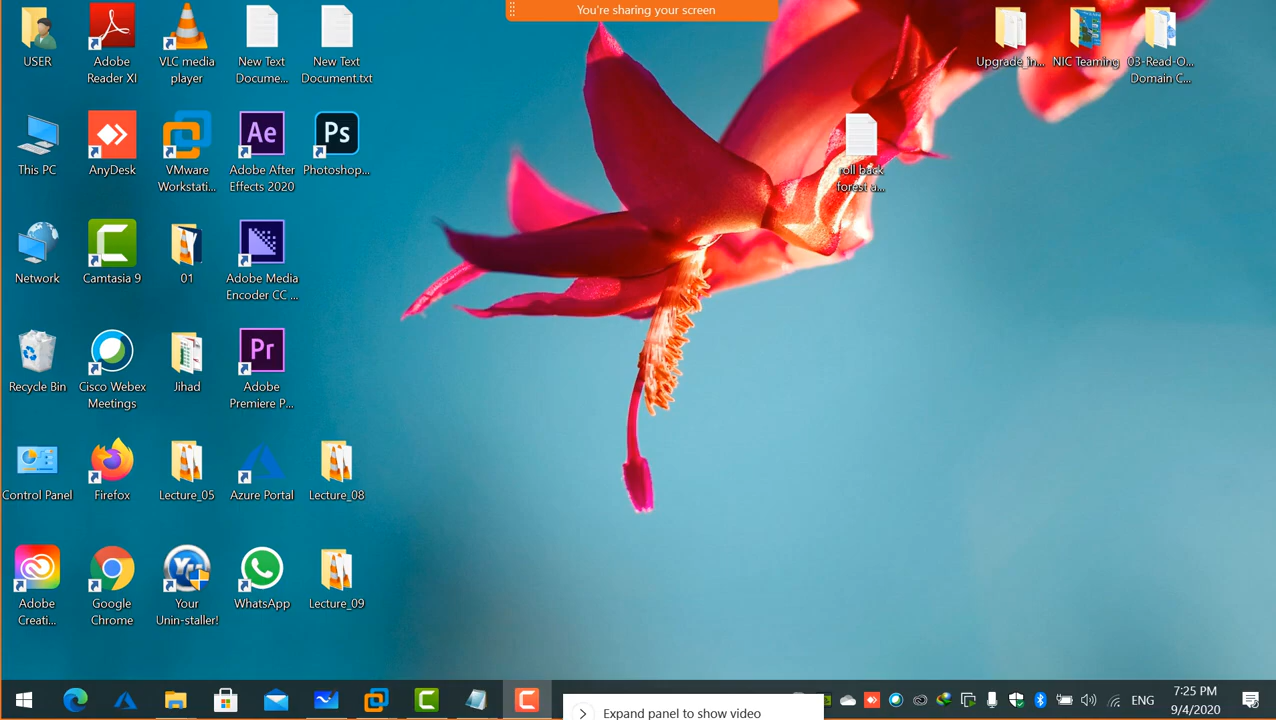 You're sharing your screen
USER
Adobe
Reader XI
VLC media
player
New Text
Docume...
New Text
Document.txt
Upgrade_in...
NIC Teaming
03-Read-O...
Domain C...
This PC
AnyDesk
VMware
Workstati...
Ae
Adobe After
Effects 2020
Ps
Photoshop...
roll back
forest a...
Network
Camtasia 9
01
Adobe Media
Encoder CC ...
Recycle Bin
Cisco Webex
Meetings
Jihad
Pr
Adobe
Premiere P...
Control Panel
Firefox
Lecture_05
Azure Portal
Lecture_08
Adobe
Creati...
Google
Chrome
Your
Unin-staller!
WhatsApp
Lecture_09
Expand panel to show video
ENG
7:25 PM
9/4/2020